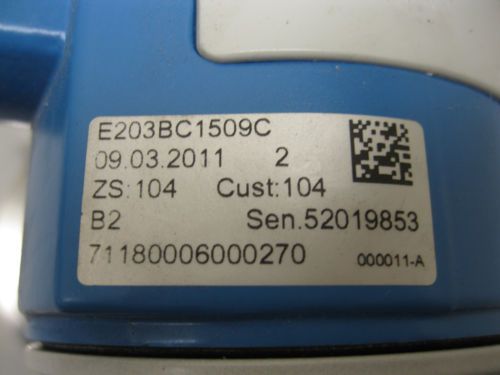 E203BC1509C
09.03.2011 2
ZS:104 Cust:104
B2 Sen.52019853
71180006000270 000011-A